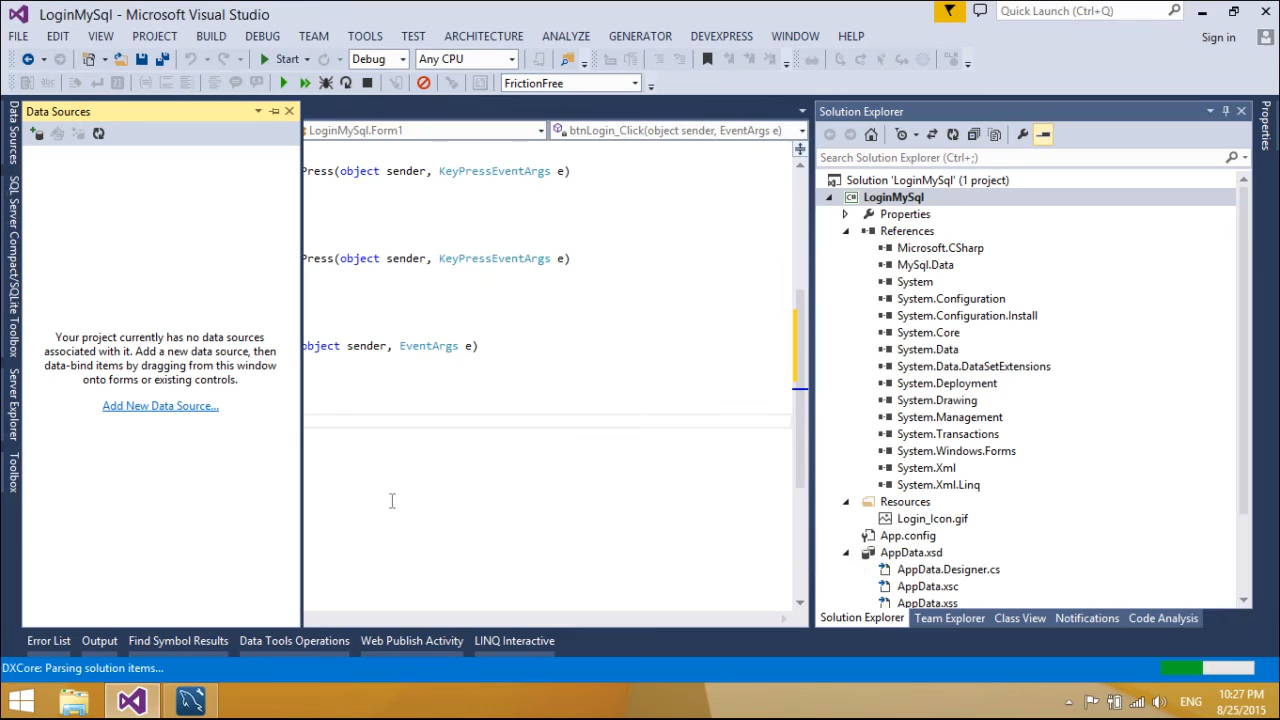 LoginMySql - Microsoft Visual Studio
Quick Launch (Ctrl+Q)
FILE EDIT VIEW PROJECT BUILD DEBUG TEAM TOOLS TEST ARCHITECTURE ANALYZE GENERATOR DEVEXPRESS WINDOW HELP
Sign in
Start Debug Any CPU
FrictionFree
Data Sources
SQL Server Compact/SQLite Toolbox
Server Explorer
Toolbox
Data Sources
Your project currently has no data sources
associated with it. Add a new data source, then
data-bind items by dragging from this window
onto forms or existing controls.
Add New Data Source...
LoginMySql.Form1
btnLogin_Click(object sender, EventArgs e)
Press(object sender, KeyPressEventArgs e)
Press(object sender, KeyPressEventArgs e)
object sender, EventArgs e)
Solution Explorer
Search Solution Explorer (Ctrl+;)
Solution 'LoginMySql' (1 project)
LoginMySql
Properties
References
Microsoft.CSharp
MySql.Data
System
System.Configuration
System.Configuration.Install
System.Core
System.Data
System.Data.DataSetExtensions
System.Deployment
System.Drawing
System.Management
System.Transactions
System.Windows.Forms
System.Xml
System.Xml.Linq
Resources
Login_Icon.gif
App.config
AppData.xsd
AppData.Designer.cs
AppData.xsc
AppData.xss
Solution Explorer Team Explorer Class View Notifications Code Analysis
Properties
Error List Output Find Symbol Results Data Tools Operations Web Publish Activity LINQ Interactive
DXCore: Parsing solution items...
ENG
10:27 PM
8/25/2015